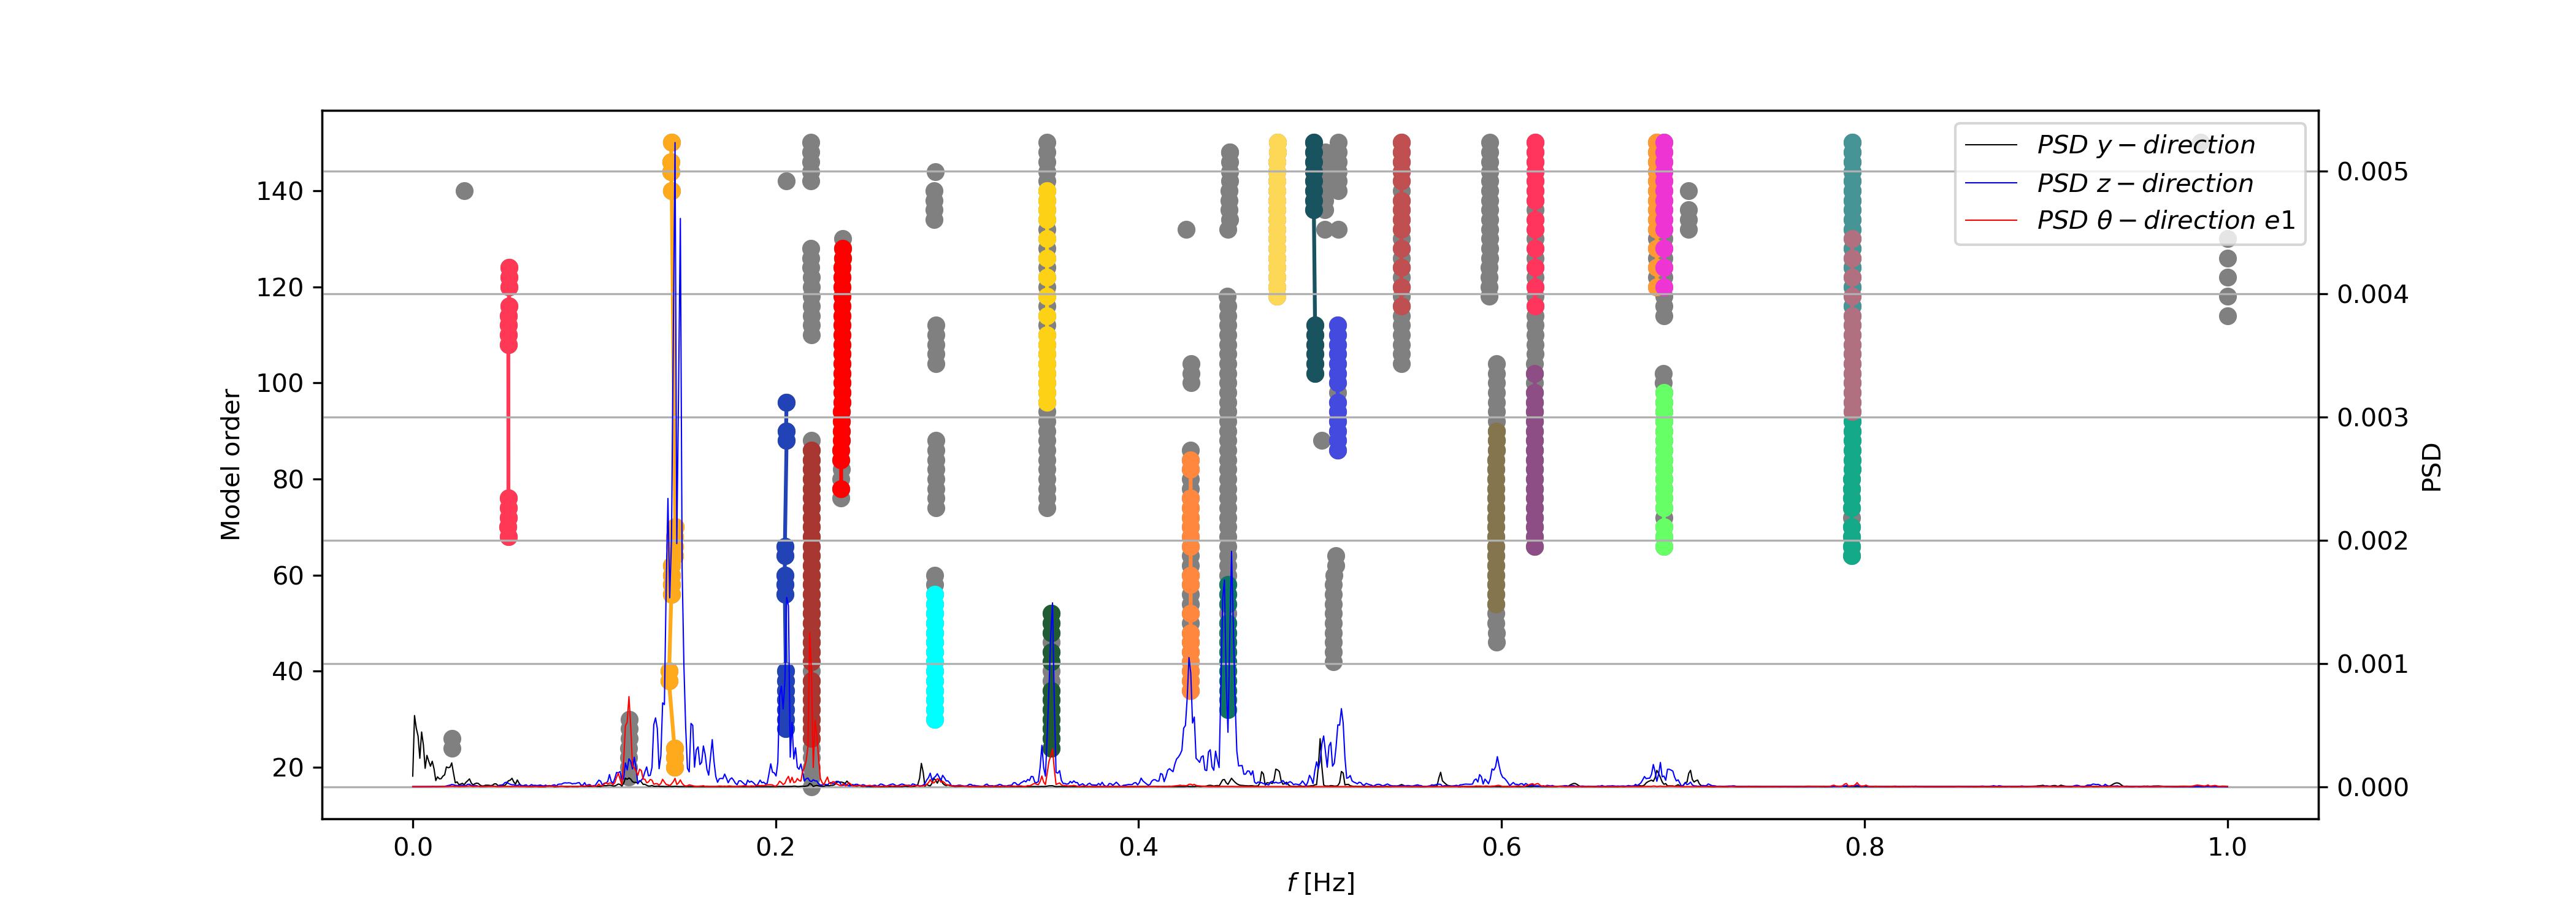 PSD y − direction
PSD z − direction
PSD θ − direction e1
140
120
100
80
60
40
20
Model order
0.005
0.004
0.003
0.002
0.001
0.000
PSD
0.0 0.2 0.4 0.6 0.8 1.0
f [Hz]